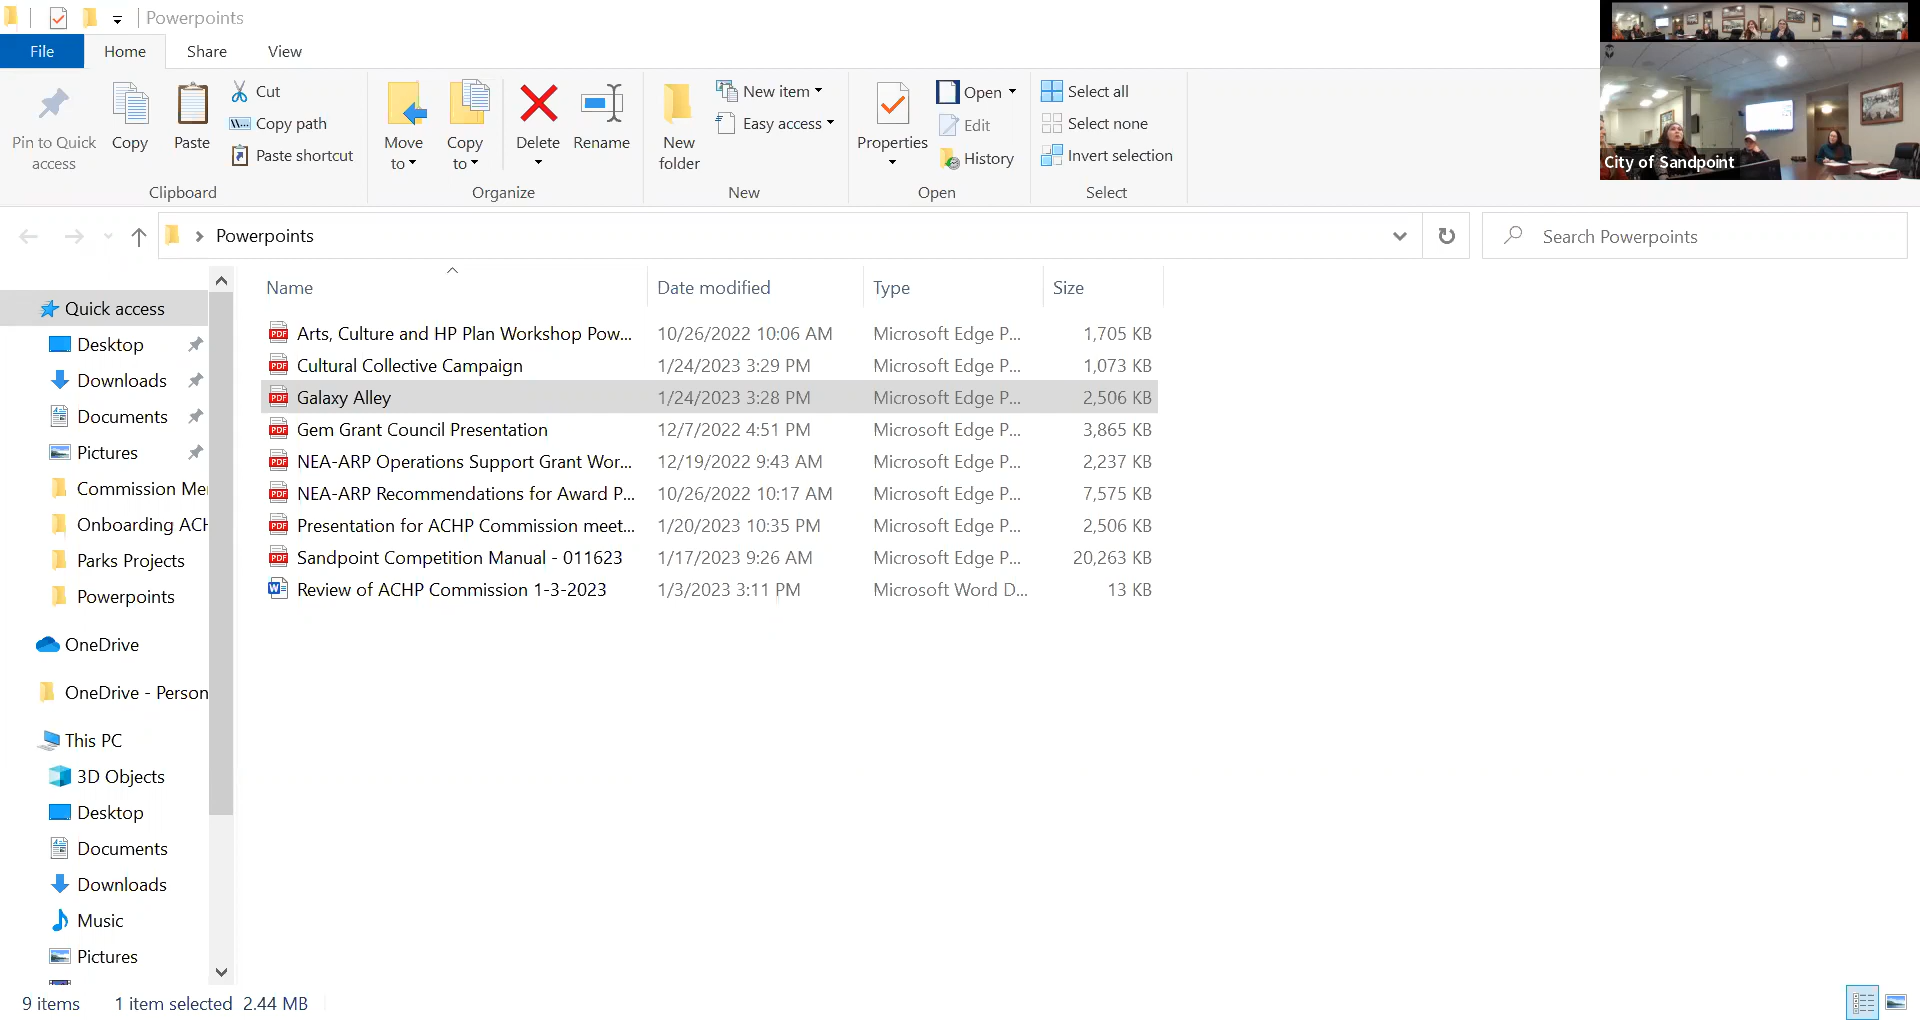 Powerpoints
File Home Share View
Pin to Quick access
Copy
Paste
Cut
Copy path
Paste shortcut
Clipboard
Move to
Copy to
Delete
Rename
Organize
New folder
New item
Easy access
New
Properties
Open
Edit
History
Open
Select all
Select none
Invert selection
Select
City of Sandpoint
Powerpoints
Search Powerpoints
Name Date modified Type Size
Arts, Culture and HP Plan Workshop Pow... 10/26/2022 10:06 AM Microsoft Edge P... 1,705 KB
Cultural Collective Campaign 1/24/2023 3:29 PM Microsoft Edge P... 1,073 KB
Galaxy Alley 1/24/2023 3:28 PM Microsoft Edge P... 2,506 KB
Gem Grant Council Presentation 12/7/2022 4:51 PM Microsoft Edge P... 3,865 KB
NEA-ARP Operations Support Grant Wor... 12/19/2022 9:43 AM Microsoft Edge P... 2,237 KB
NEA-ARP Recommendations for Award P... 10/26/2022 10:17 AM Microsoft Edge P... 7,575 KB
Presentation for ACHP Commission meet... 1/20/2023 10:35 PM Microsoft Edge P... 2,506 KB
Sandpoint Competition Manual - 011623 1/17/2023 9:26 AM Microsoft Edge P... 20,263 KB
Review of ACHP Commission 1-3-2023 1/3/2023 3:11 PM Microsoft Word D... 13 KB
Quick access
Desktop
Downloads
Documents
Pictures
Commission Me
Onboarding ACH
Parks Projects
Powerpoints
OneDrive
OneDrive - Person
This PC
3D Objects
Desktop
Documents
Downloads
Music
Pictures
9 items 1 item selected 2.44 MB